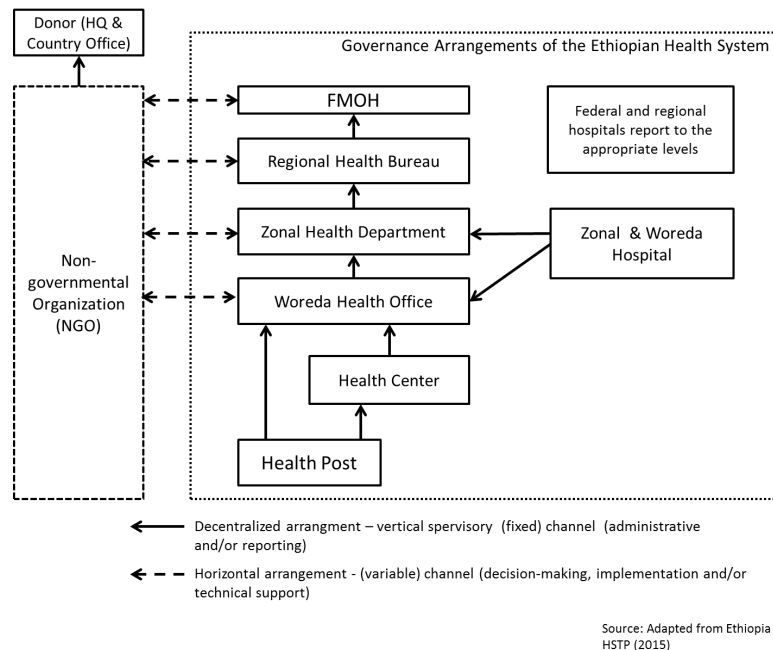 Donor (HQ &
Country Office)
Governance Arrangements of the Ethiopian Health System
FMOH
Federal and regional
hospitals report to the
appropriate levels
Regional Health Bureau
Zonal Health Department
Zonal & Woreda
Hospital
Non-
governmental
Organization
(NGO)
Woreda Health Office
Health Center
Health Post
Decentralized arrangment – vertical spervisory (fixed) channel (administrative
and/or reporting)
Horizontal arrangement - (variable) channel (decision-making, implementation and/or
technical support)
Source: Adapted from Ethiopia
HSTP (2015)